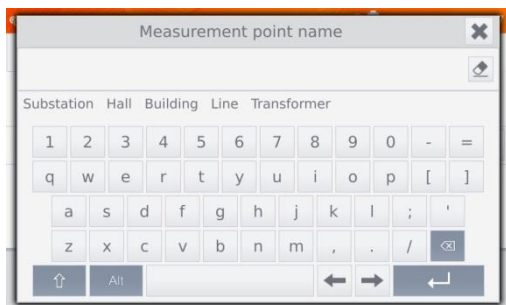 Measurement point name
Substation Hall Building Line Transformer
1 2 3 4 5 6 7 8 9 0 - =
q w e r t y u i o p [ ]
a s d f g h j k l ; '
z x c v b n m , . /
Alt